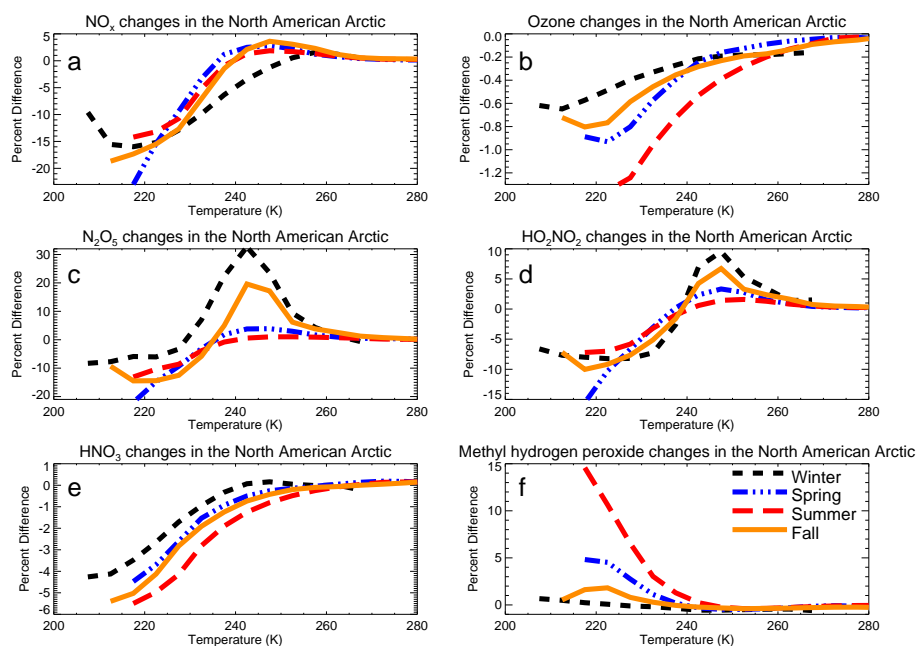 NOx changes in the North American Arctic
a
Percent Difference
5
0
-5
-10
-15
-20
200 220 240 260 280
Temperature (K)
Ozone changes in the North American Arctic
b
Percent Difference
0.0
-0.2
-0.4
-0.6
-0.8
-1.0
-1.2
200 220 240 260 280
Temperature (K)
N2O5 changes in the North American Arctic
c
Percent Difference
30
20
10
0
-10
-20
200 220 240 260 280
Temperature (K)
HO2NO2 changes in the North American Arctic
d
Percent Difference
10
5
0
-5
-10
-15
200 220 240 260 280
Temperature (K)
HNO3 changes in the North American Arctic
e
Percent Difference
1
0
-1
-2
-3
-4
-5
-6
200 220 240 260 280
Temperature (K)
Methyl hydrogen peroxide changes in the North American Arctic
f
Percent Difference
15
10
5
0
200 220 240 260 280
Temperature (K)
Winter
Spring
Summer
Fall